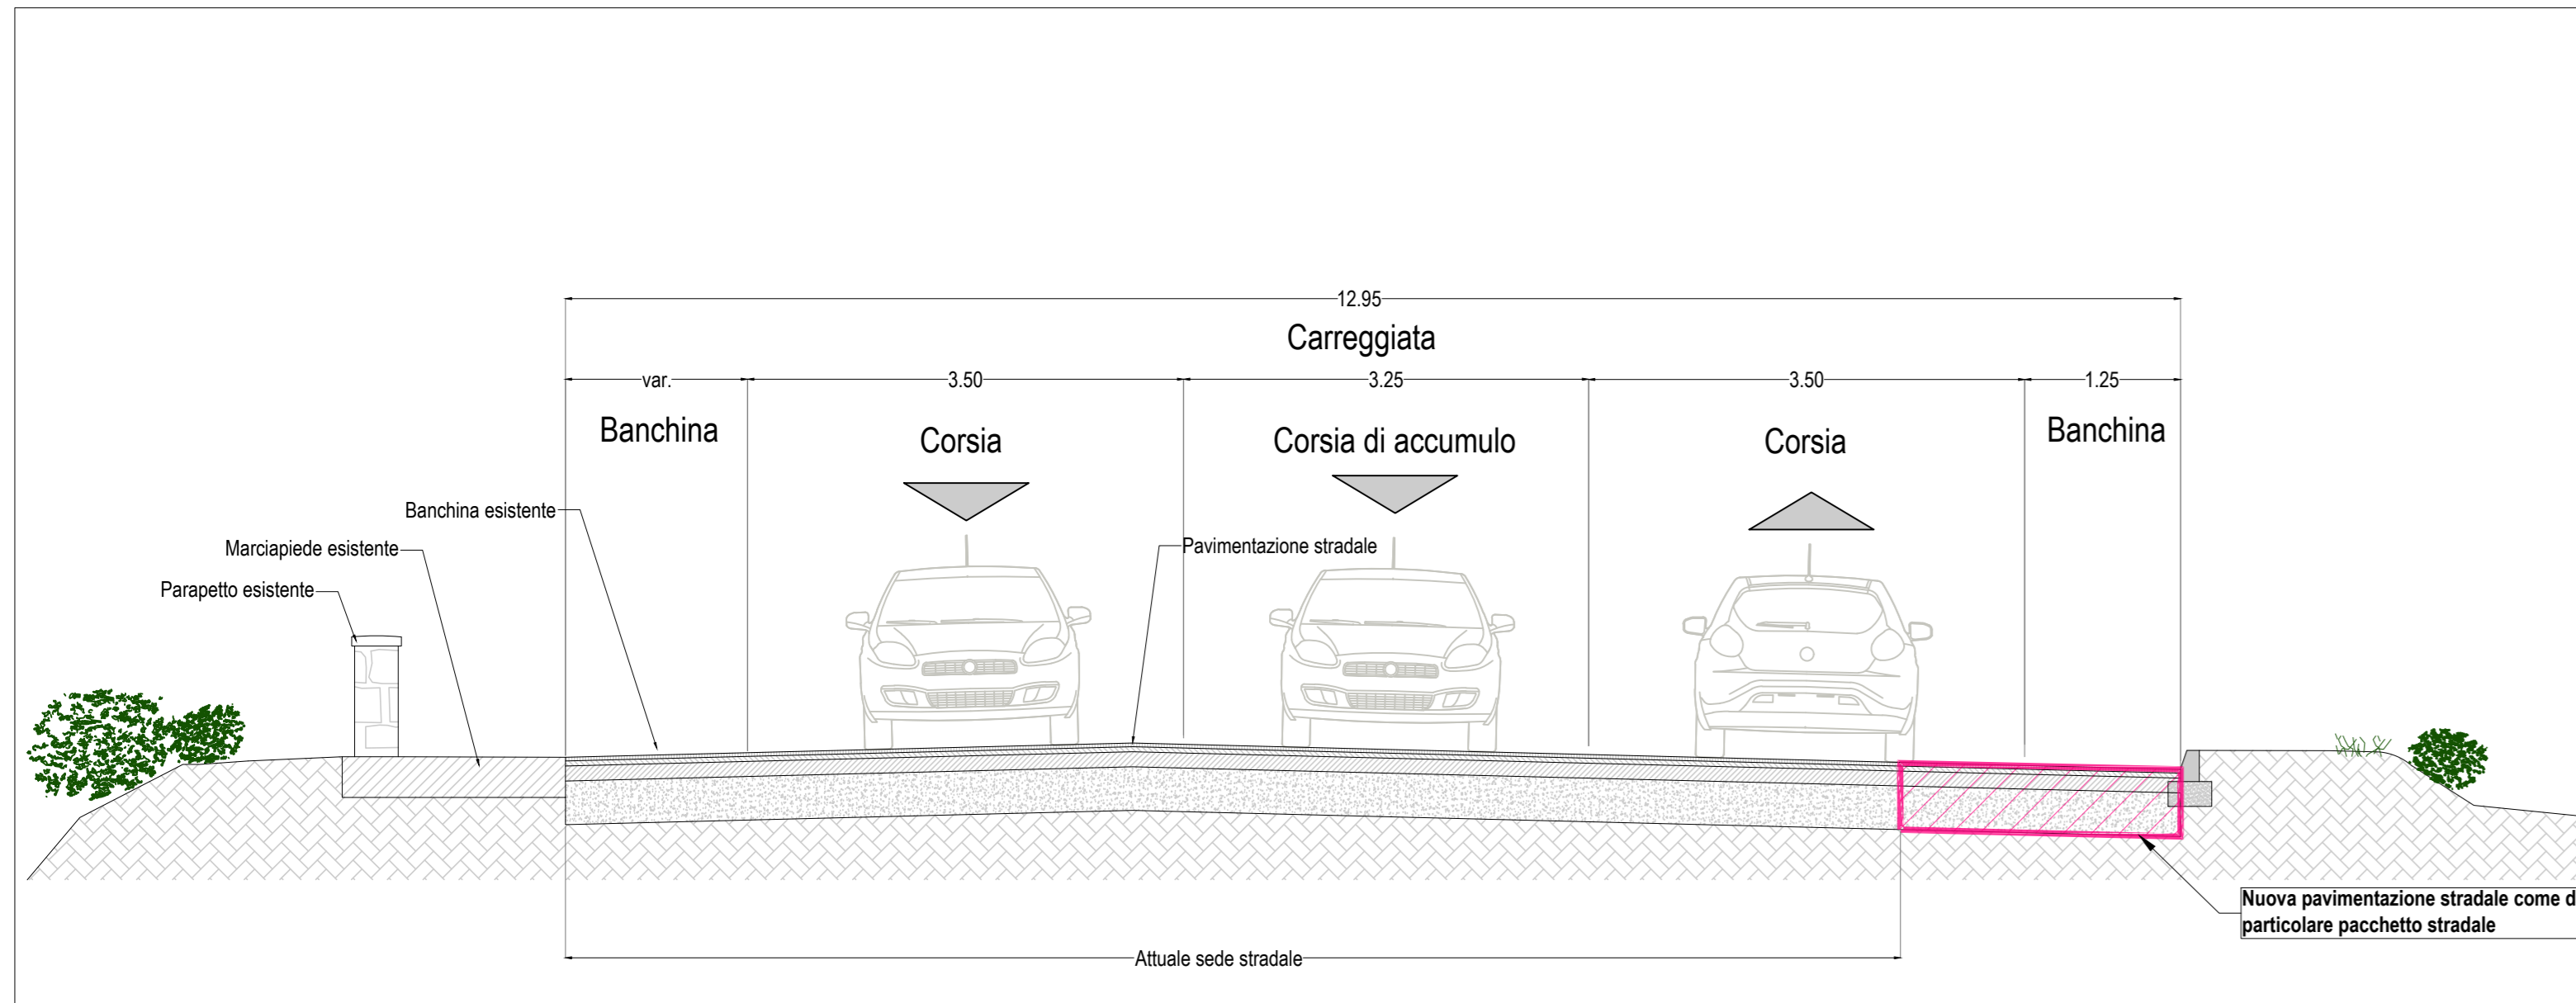 12.95
Carreggiata
var.
3.50
3.25
3.50
1.25
Banchina
Corsia
Corsia di accumulo
Corsia
Banchina
Banchina esistente
Marciapiede esistente
Parapetto esistente
Pavimentazione stradale
Nuova pavimentazione stradale come d
particolare pacchetto stradale
Attuale sede stradale